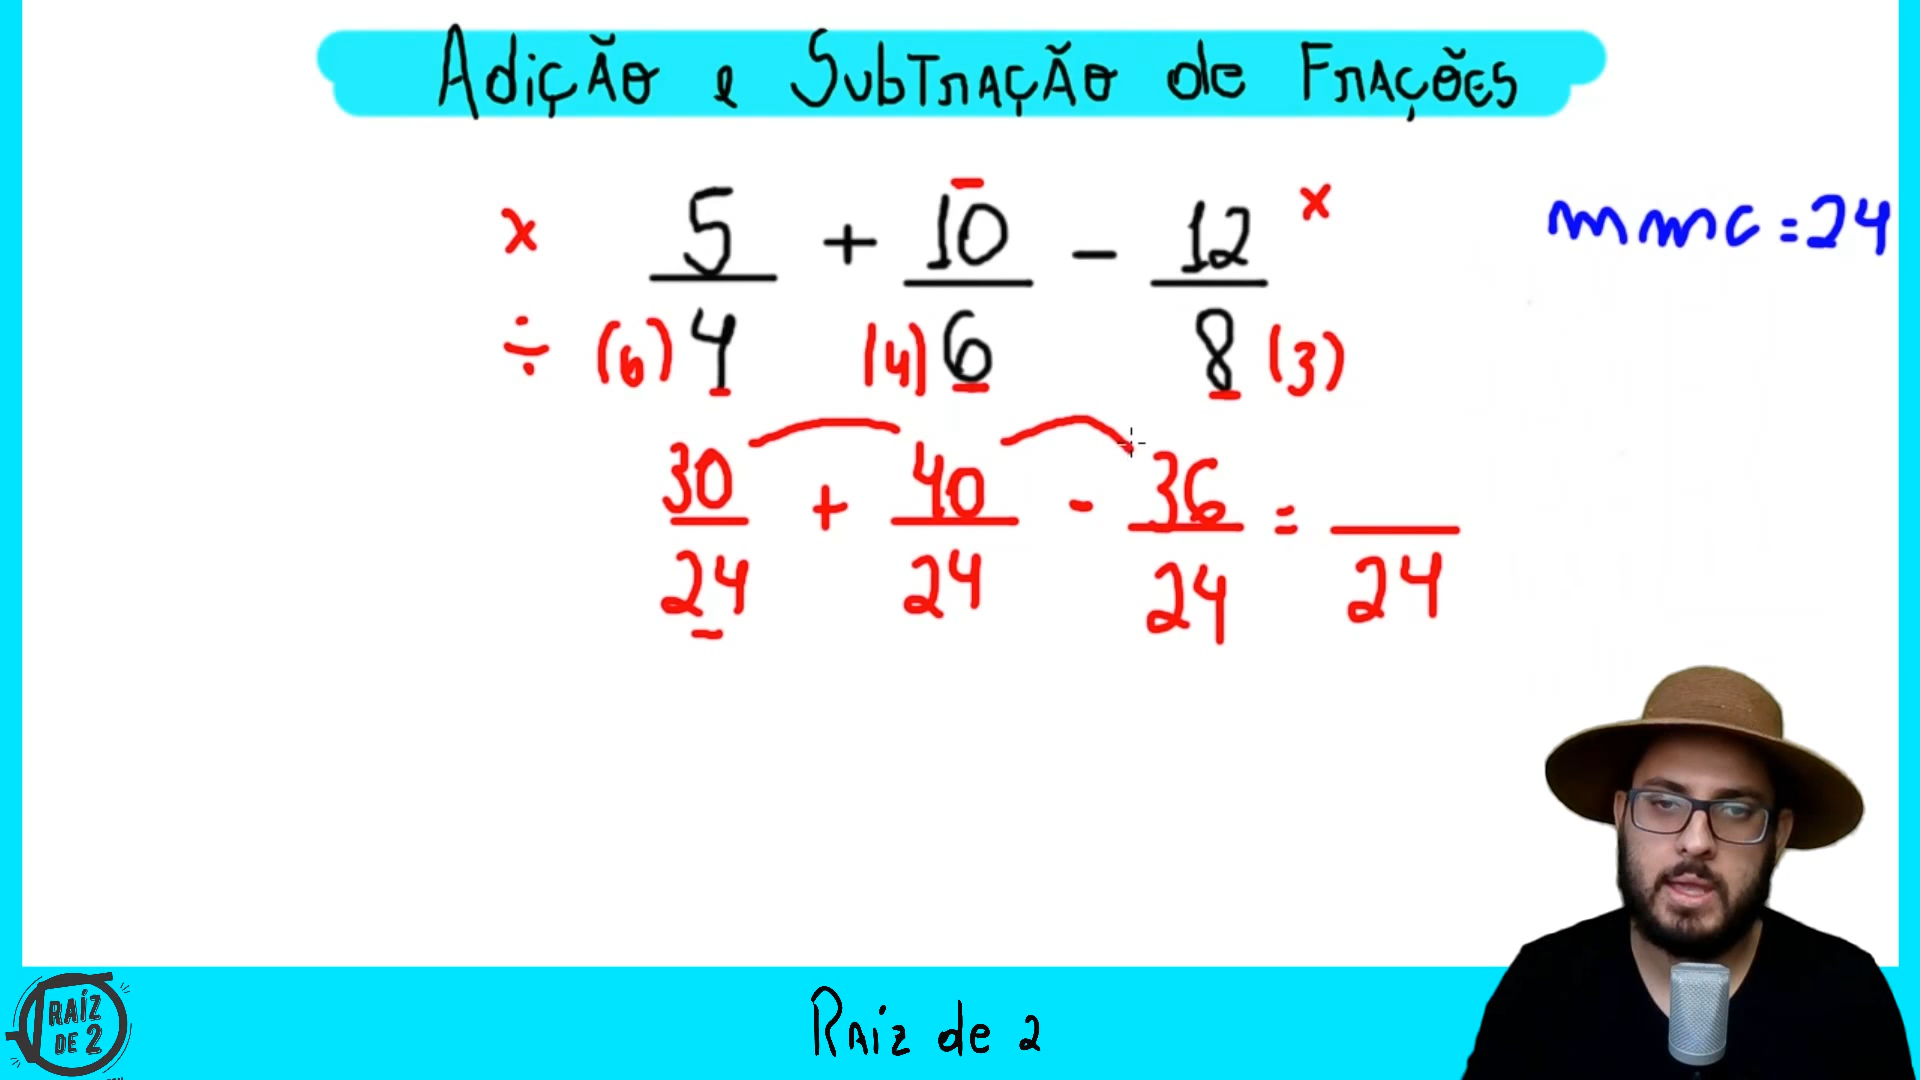 Adição e Subtração de Frações
x 5 + 10 - 12 x
÷ (6) 4 (4) 6 8 (3)
mmc = 24
30 + 40 - 36 =
24 24 24 24
RAÍZ DE 2
Raiz de 2